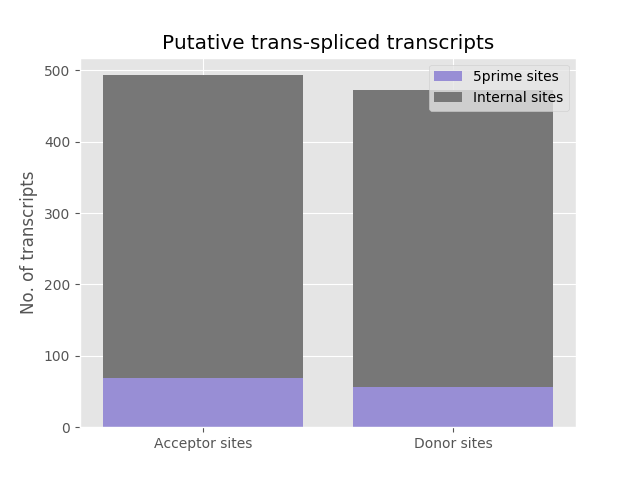 Putative trans-spliced transcripts
5prime sites
Internal sites
No. of transcripts
500
400
300
200
100
0
Acceptor sites
Donor sites